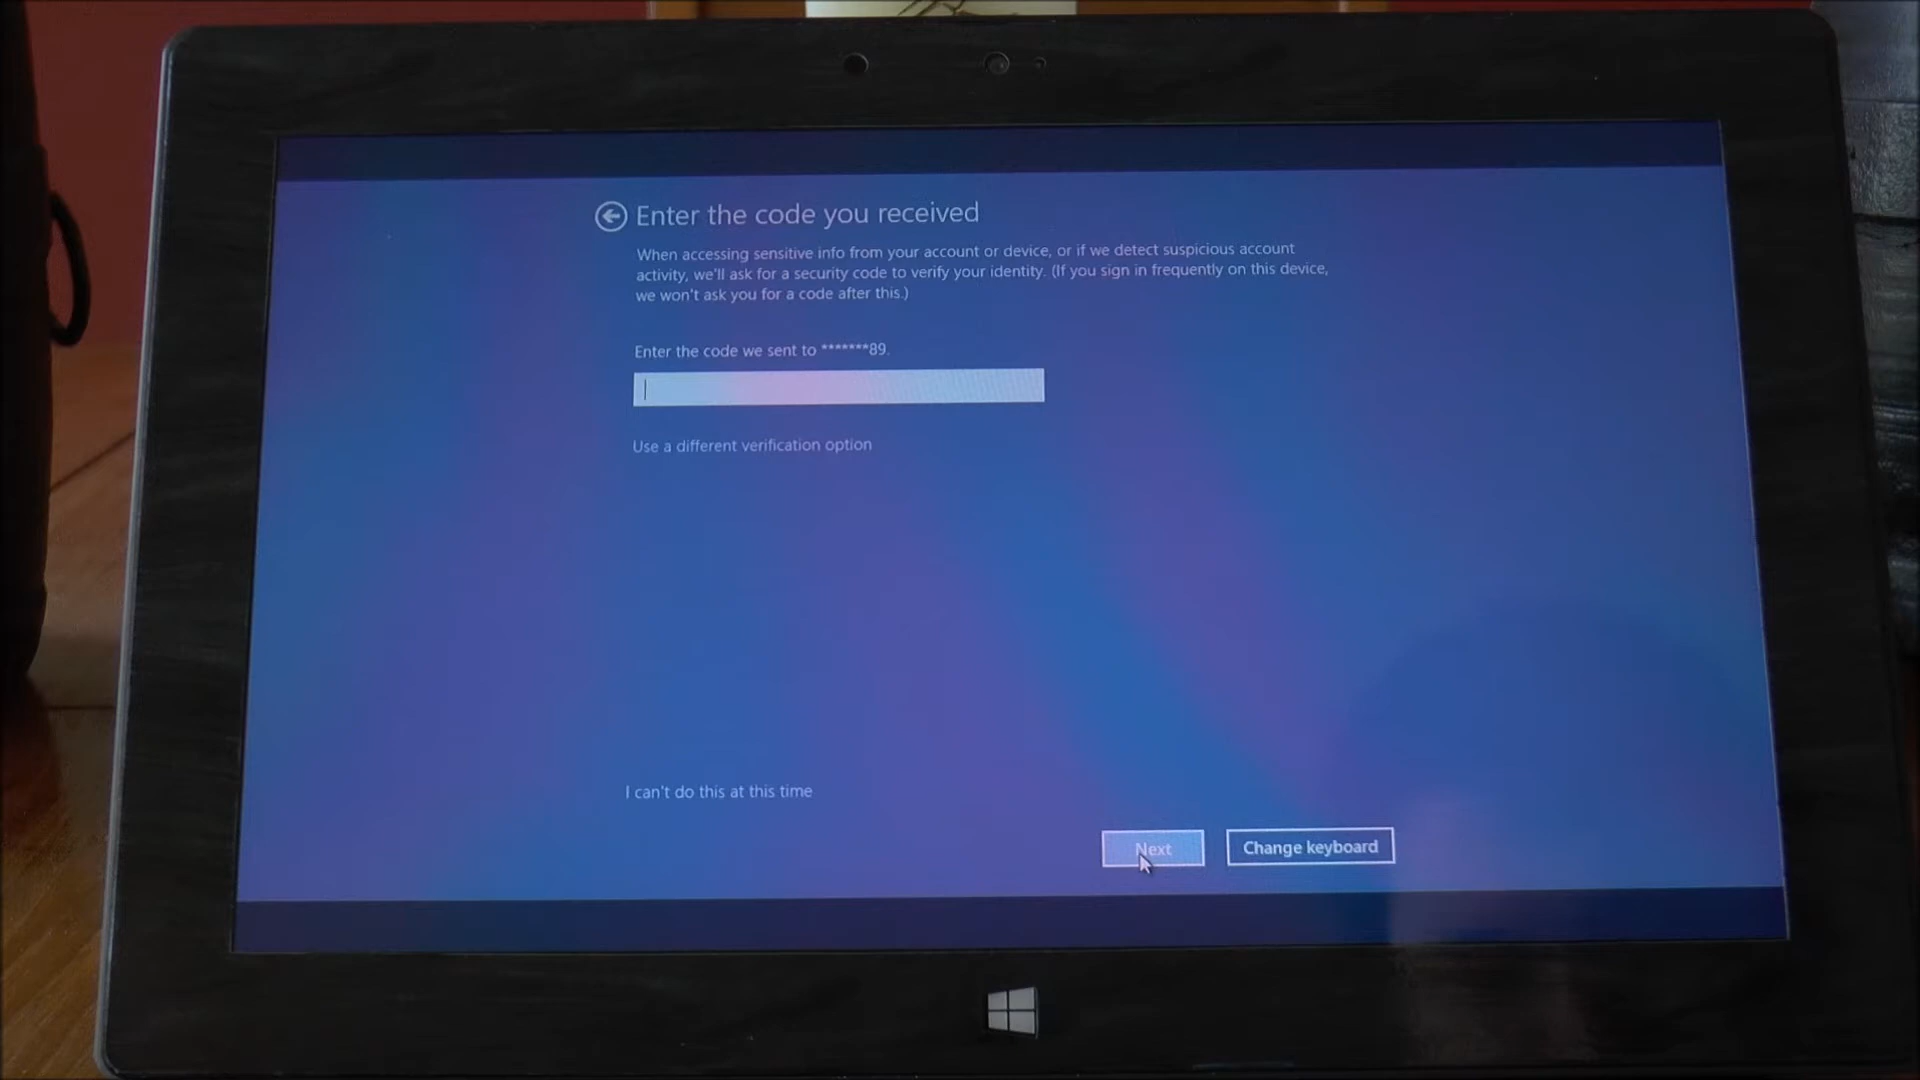 Enter the code you received
When accessing sensitive info from your account or device, or if we detect suspicious account
activity, we'll ask for a security code to verify your identity. (If you sign in frequently on this device,
we won't ask you for a code after this.)
Enter the code we sent to *******89.
Use a different verification option
I can't do this at this time
Next
Change keyboard